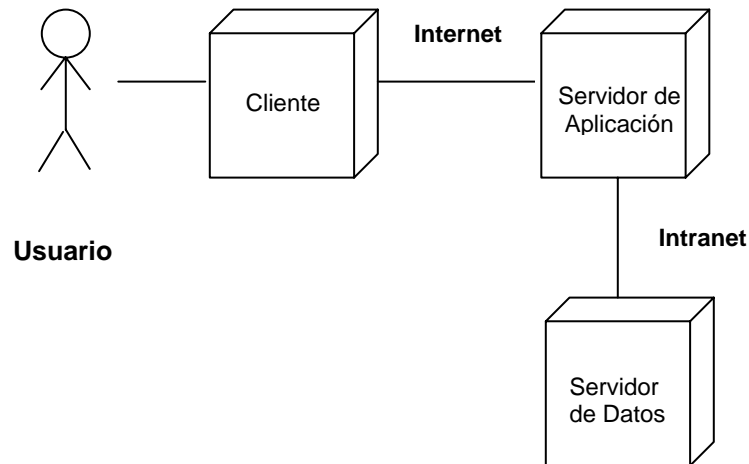 Internet
Cliente
Servidor de
Aplicación
Usuario
Intranet
Servidor
de Datos